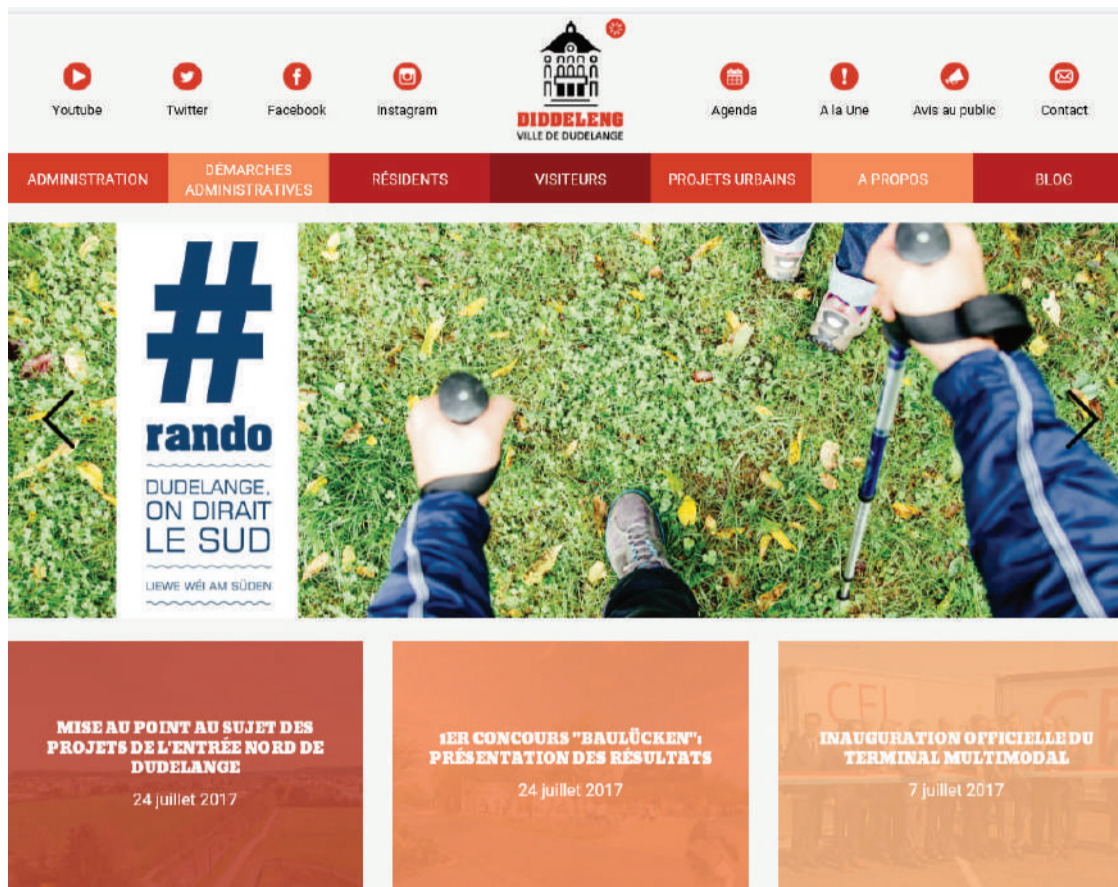 Youtube
Twitter
Facebook
Instagram
DIDDELENG
VILLE DE DUDELANGE
Agenda
A la Une
Avis au public
Contact
ADMINISTRATION
DÉMARCHES
ADMINISTRATIVES
RÉSIDENTS
VISITEURS
PROJETS URBAINS
A PROPOS
BLOG
#
rando
DUDELANGE,
ON DIRAIT
LE SUD
LIEWE WÉI AM SÜDEN
MISE AU POINT AU SUJET DES
PROJETS DE L'ENTRÉE NORD DE
DUDELANGE
24 juillet 2017
1ER CONCOURS "BAULÜCKEN":
PRÉSENTATION DES RÉSULTATS
24 juillet 2017
CFL
INAUGURATION OFFICIELLE DU
TERMINAL MULTIMODAL
7 juillet 2017